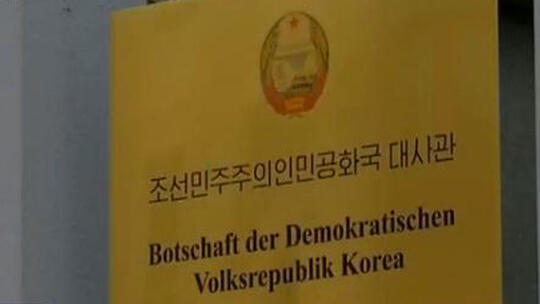 조선민주주의인민공화국 대사관
Botschaft der Demokratischen
Volksrepublik Korea